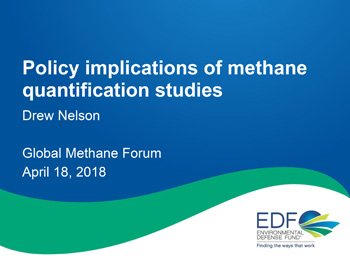 Policy implications of methane
quantification studies
Drew Nelson
Global Methane Forum
April 18, 2018
EDF
ENVIRONMENTAL
DEFENSE FUND®
Finding the ways that work